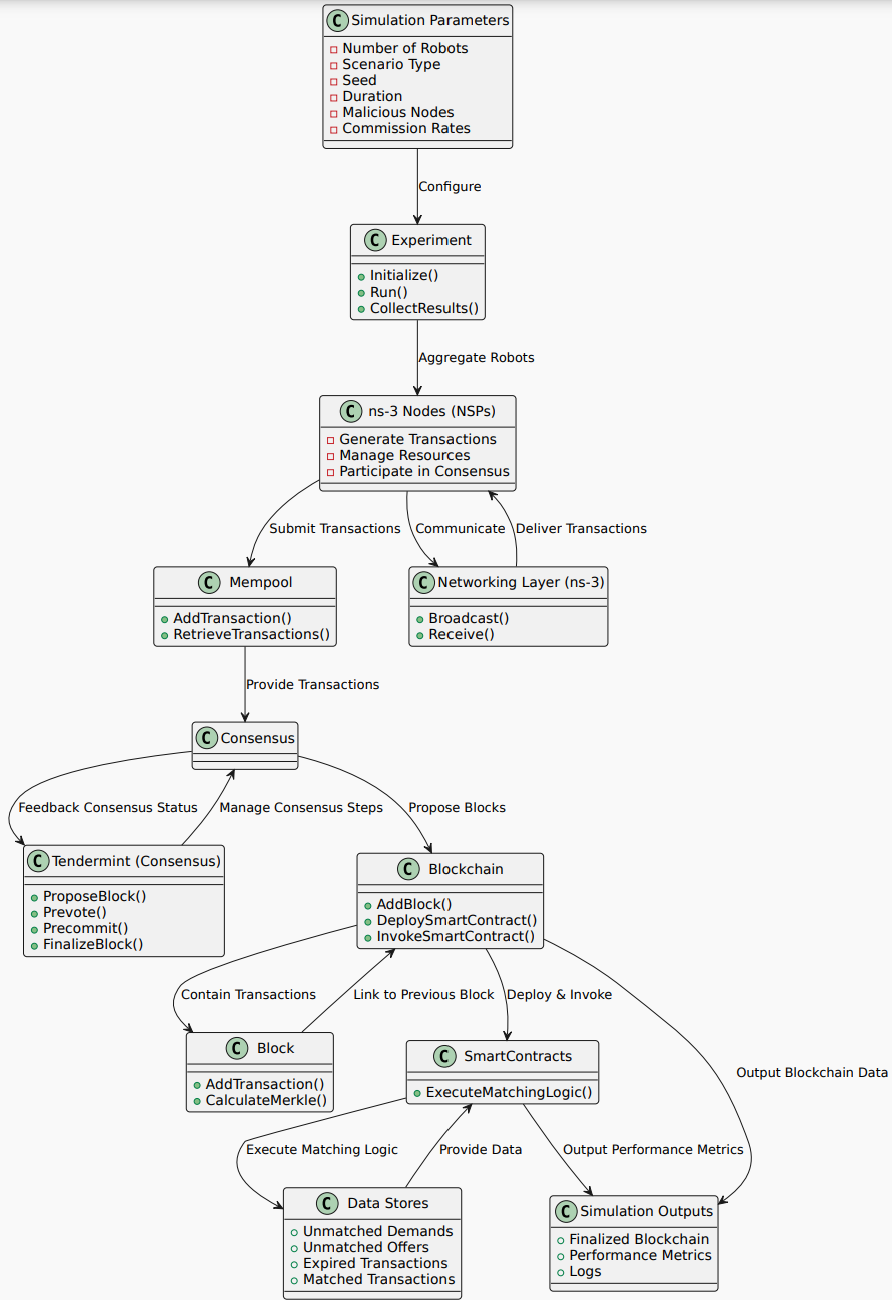 C Simulation Parameters
Number of Robots
Scenario Type
Seed
Duration
Malicious Nodes
Commission Rates
Configure
C Experiment
Initialize()
Run()
CollectResults()
Aggregate Robots
C ns-3 Nodes (NSPs)
Generate Transactions
Manage Resources
Participate in Consensus
Submit Transactions
Communicate
Deliver Transactions
C Mempool
AddTransaction()
RetrieveTransactions()
C Networking Layer (ns-3)
Broadcast()
Receive()
Provide Transactions
C Consensus
Feedback Consensus Status
Manage Consensus Steps
Propose Blocks
C Tendermint (Consensus)
ProposeBlock()
Prevote()
Precommit()
FinalizeBlock()
C Blockchain
AddBlock()
DeploySmartContract()
InvokeSmartContract()
Contain Transactions
Link to Previous Block
Deploy & Invoke
Output Blockchain Data
C Block
AddTransaction()
CalculateMerkle()
C SmartContracts
ExecuteMatchingLogic()
Execute Matching Logic
Provide Data
Output Performance Metrics
C Data Stores
Unmatched Demands
Unmatched Offers
Expired Transactions
Matched Transactions
C Simulation Outputs
Finalized Blockchain
Performance Metrics
Logs